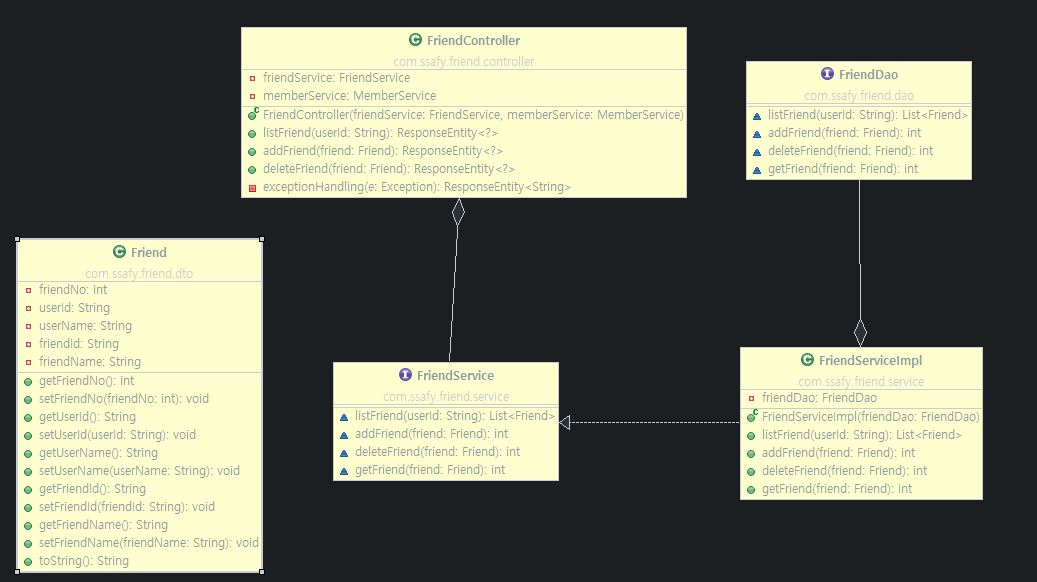 FriendController
com.ssafy.friend.controller
friendService: FriendService
memberService: MemberService
FriendController(friendService: FriendService, memberService: MemberService)
listFriend(userId: String): ResponseEntity<?>
addFriend(friend: Friend): ResponseEntity<?>
deleteFriend(friend: Friend): ResponseEntity<?>
exceptionHandling(e: Exception): ResponseEntity<String>
FriendDao
com.ssafy.friend.dao
listFriend(userId: String): List<Friend>
addFriend(friend: Friend): int
deleteFriend(friend: Friend): int
getFriend(friend: Friend): int
Friend
com.ssafy.friend.dto
friendNo: int
userId: String
userName: String
friendId: String
friendName: String
getFriendNo(): int
setFriendNo(friendNo: int): void
getUserId(): String
setUserId(userId: String): void
getUserName(): String
setUserName(userName: String): void
getFriendId(): String
setFriendId(friendId: String): void
getFriendName(): String
setFriendName(friendName: String): void
toString(): String
FriendService
com.ssafy.friend.service
listFriend(userId: String): List<Friend>
addFriend(friend: Friend): int
deleteFriend(friend: Friend): int
getFriend(friend: Friend): int
FriendServiceImpl
com.ssafy.friend.service
friendDao: FriendDao
FriendServiceImpl(friendDao: FriendDao)
listFriend(userId: String): List<Friend>
addFriend(friend: Friend): int
deleteFriend(friend: Friend): int
getFriend(friend: Friend): int